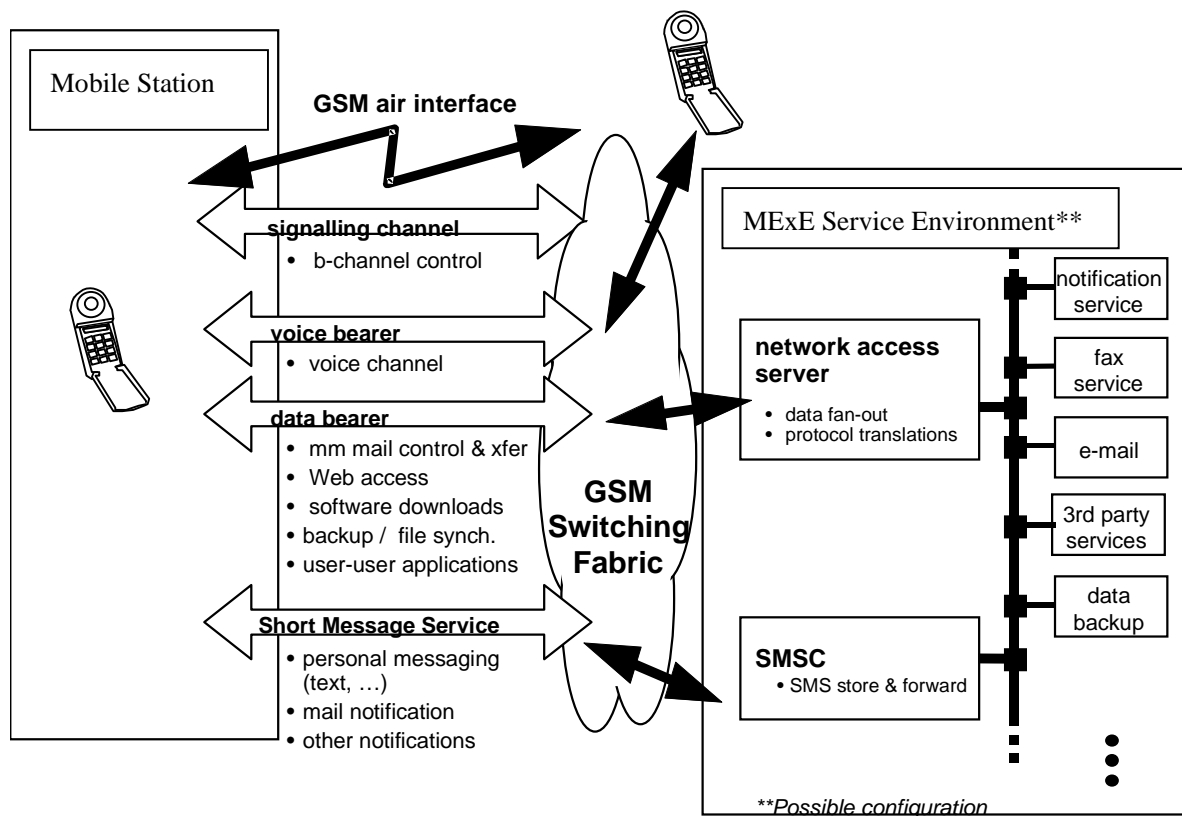 Mobile Station
GSM air interface
signalling channel
• b-channel control
voice bearer
• voice channel
data bearer
• mm mail control & xfer
• Web access
• software downloads
• backup / file synch.
• user-user applications
Short Message Service
• personal messaging
(text, …)
• mail notification
• other notifications
GSM
Switching
Fabric
MExE Service Environment**
network access
server
• data fan-out
• protocol translations
SMSC
• SMS store & forward
notification
service
fax
service
e-mail
3rd party
services
data
backup
**Possible configuration